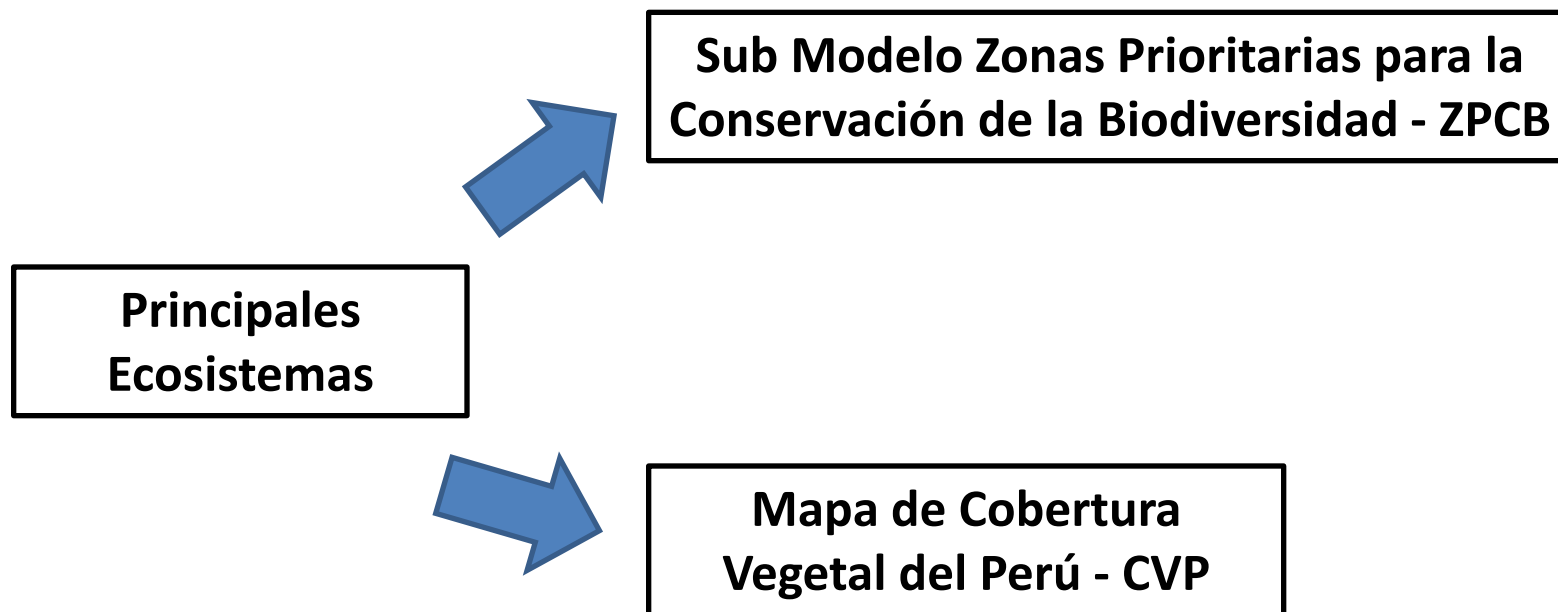 Sub Modelo Zonas Prioritarias para la
Conservación de la Biodiversidad - ZPCB
Principales
Ecosistemas
Mapa de Cobertura
Vegetal del Perú - CVP